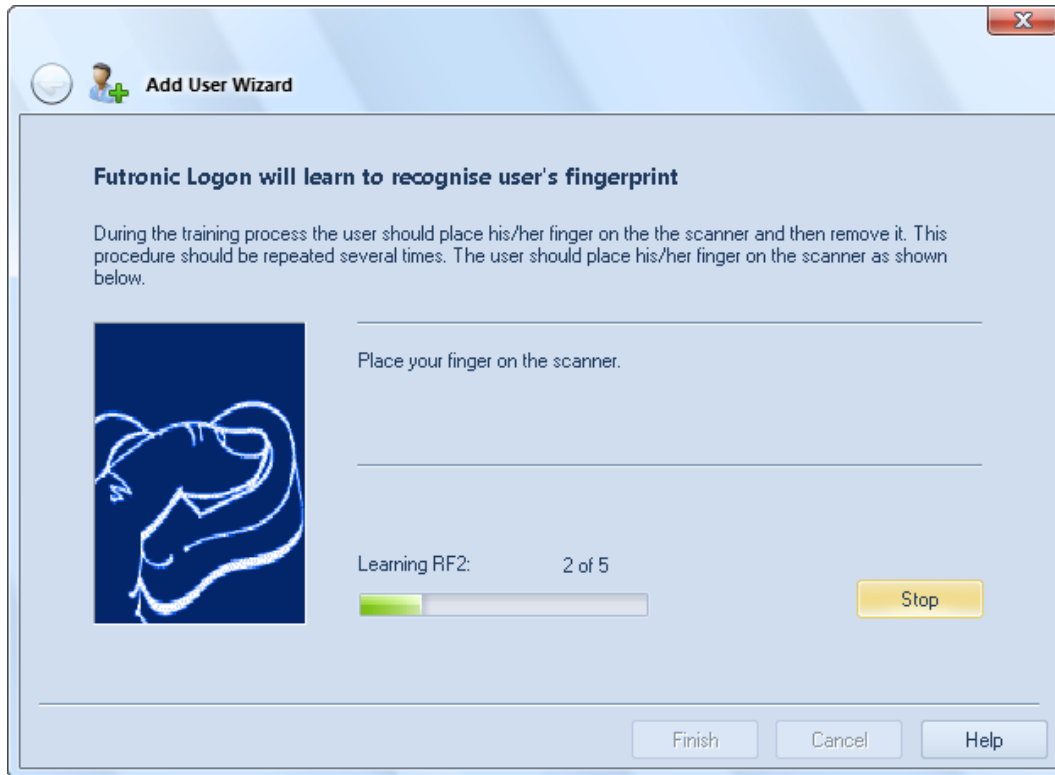 Add User Wizard
Futronic Logon will learn to recognise user's fingerprint
During the training process the user should place his/her finger on the the scanner and then remove it. This
procedure should be repeated several times. The user should place his/her finger on the scanner as shown
below.
Place your finger on the scanner.
Learning RF2: 2 of 5
Stop
Finish Cancel Help